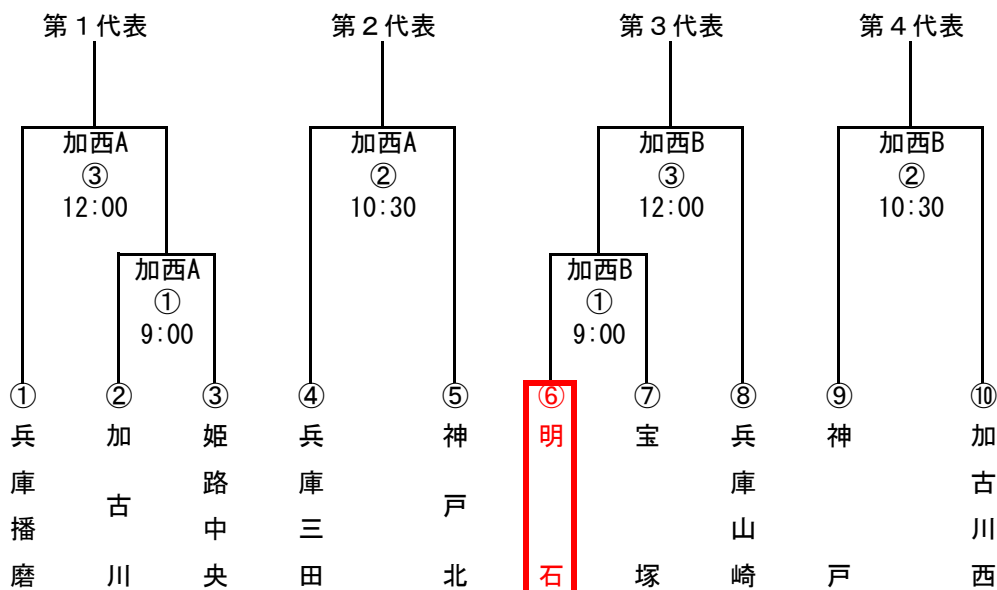 第1代表
第2代表
第3代表
第4代表
加西A
③
12:00
加西A
②
10:30
加西B
③
12:00
加西B
②
10:30
加西A
①
9:00
加西B
①
9:00
①
兵庫播磨
②
加古川
③
姫路中央
④
兵庫三田
⑤
神戸北
⑥
明石
⑦
宝塚
⑧
兵庫山崎
⑨
神戸
⑩
加古川西